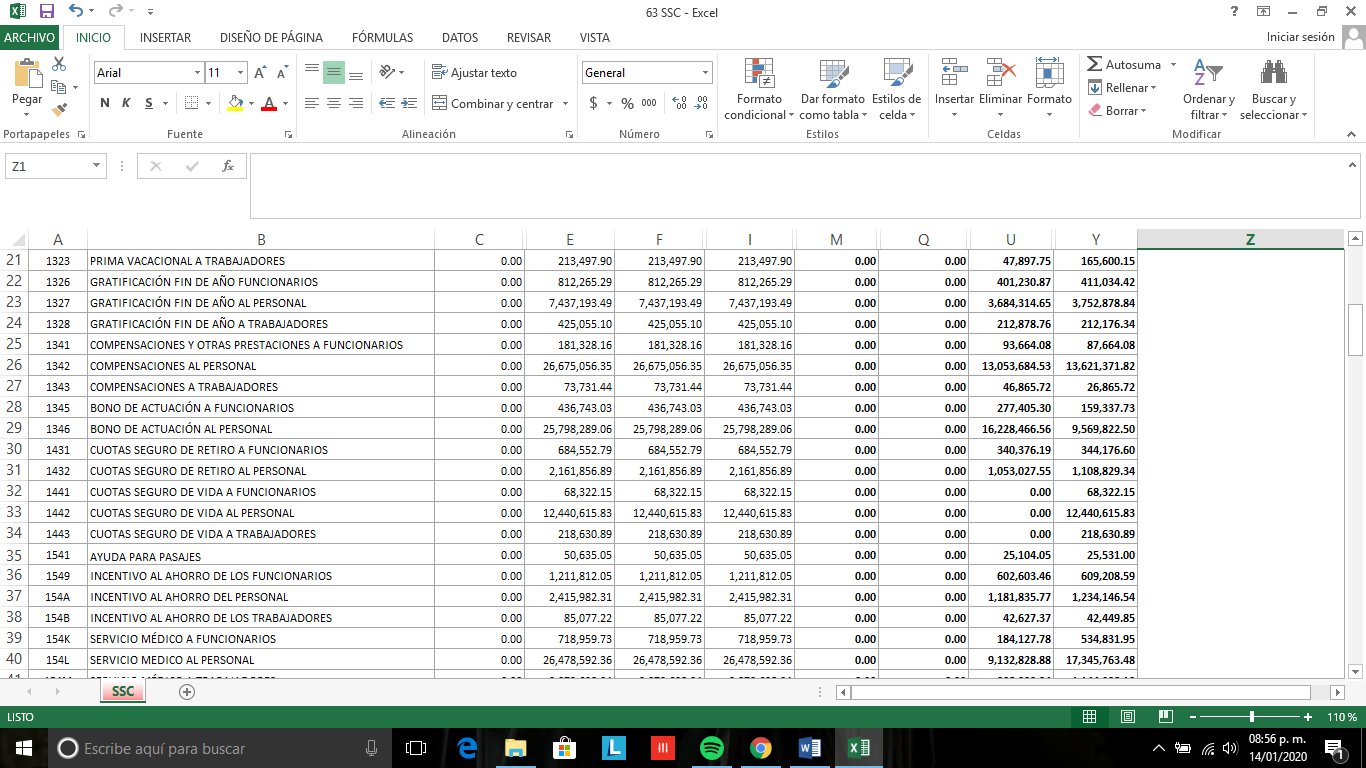 63 SSC - Excel
?
ARCHIVO INICIO INSERTAR DISEÑO DE PÁGINA FÓRMULAS DATOS REVISAR VISTA Iniciar sesión
Arial 11 Ajustar texto General Autosuma
Pegar Rellenar
N K S Combinar y centrar $ % 000 Borrar
Formato condicional Dar formato como tabla Estilos de celda Insertar Eliminar Formato Ordenar y filtrar Buscar y seleccionar
Portapapeles Fuente Alineación Número Estilos Celdas Modificar
Z1 fx
A B C E F I M Q U Y Z
21 1323 PRIMA VACACIONAL A TRABAJADORES 0.00 213,497.90 213,497.90 213,497.90 0.00 0.00 47,897.75 165,600.15
22 1326 GRATIFICACIÓN FIN DE AÑO FUNCIONARIOS 0.00 812,265.29 812,265.29 812,265.29 0.00 0.00 401,230.87 411,034.42
23 1327 GRATIFICACIÓN FIN DE AÑO AL PERSONAL 0.00 7,437,193.49 7,437,193.49 7,437,193.49 0.00 0.00 3,684,314.65 3,752,878.84
24 1328 GRATIFICACIÓN FIN DE AÑO A TRABAJADORES 0.00 425,055.10 425,055.10 425,055.10 0.00 0.00 212,878.76 212,176.34
25 1341 COMPENSACIONES Y OTRAS PRESTACIONES A FUNCIONARIOS 0.00 181,328.16 181,328.16 181,328.16 0.00 0.00 93,664.08 87,664.08
26 1342 COMPENSACIONES AL PERSONAL 0.00 26,675,056.35 26,675,056.35 26,675,056.35 0.00 0.00 13,053,684.53 13,621,371.82
27 1343 COMPENSACIONES A TRABAJADORES 0.00 73,731.44 73,731.44 73,731.44 0.00 0.00 46,865.72 26,865.72
28 1345 BONO DE ACTUACIÓN A FUNCIONARIOS 0.00 436,743.03 436,743.03 436,743.03 0.00 0.00 277,405.30 159,337.73
29 1346 BONO DE ACTUACIÓN AL PERSONAL 0.00 25,798,289.06 25,798,289.06 25,798,289.06 0.00 0.00 16,228,466.56 9,569,822.50
30 1431 CUOTAS SEGURO DE RETIRO A FUNCIONARIOS 0.00 684,552.79 684,552.79 684,552.79 0.00 0.00 340,376.19 344,176.60
31 1432 CUOTAS SEGURO DE RETIRO AL PERSONAL 0.00 2,161,856.89 2,161,856.89 2,161,856.89 0.00 0.00 1,053,027.55 1,108,829.34
32 1441 CUOTAS SEGURO DE VIDA A FUNCIONARIOS 0.00 68,322.15 68,322.15 68,322.15 0.00 0.00 0.00 68,322.15
33 1442 CUOTAS SEGURO DE VIDA AL PERSONAL 0.00 12,440,615.83 12,440,615.83 12,440,615.83 0.00 0.00 0.00 12,440,615.83
34 1443 CUOTAS SEGURO DE VIDA A TRABAJADORES 0.00 218,630.89 218,630.89 218,630.89 0.00 0.00 0.00 218,630.89
35 1541 AYUDA PARA PASAJES 0.00 50,635.05 50,635.05 50,635.05 0.00 0.00 25,104.05 25,531.00
36 1549 INCENTIVO AL AHORRO DE LOS FUNCIONARIOS 0.00 1,211,812.05 1,211,812.05 1,211,812.05 0.00 0.00 602,603.46 609,208.59
37 154A INCENTIVO AL AHORRO DEL PERSONAL 0.00 2,415,982.31 2,415,982.31 2,415,982.31 0.00 0.00 1,181,835.77 1,234,146.54
38 154B INCENTIVO AL AHORRO DE LOS TRABAJADORES 0.00 85,077.22 85,077.22 85,077.22 0.00 0.00 42,627.37 42,449.85
39 154K SERVICIO MÉDICO A FUNCIONARIOS 0.00 718,959.73 718,959.73 718,959.73 0.00 0.00 184,127.78 534,831.95
40 154L SERVICIO MEDICO AL PERSONAL 0.00 26,478,592.36 26,478,592.36 26,478,592.36 0.00 0.00 9,132,828.88 17,345,763.48
SSC
LISTO 110 %
Escribe aquí para buscar 08:56 p. m.
14/01/2020